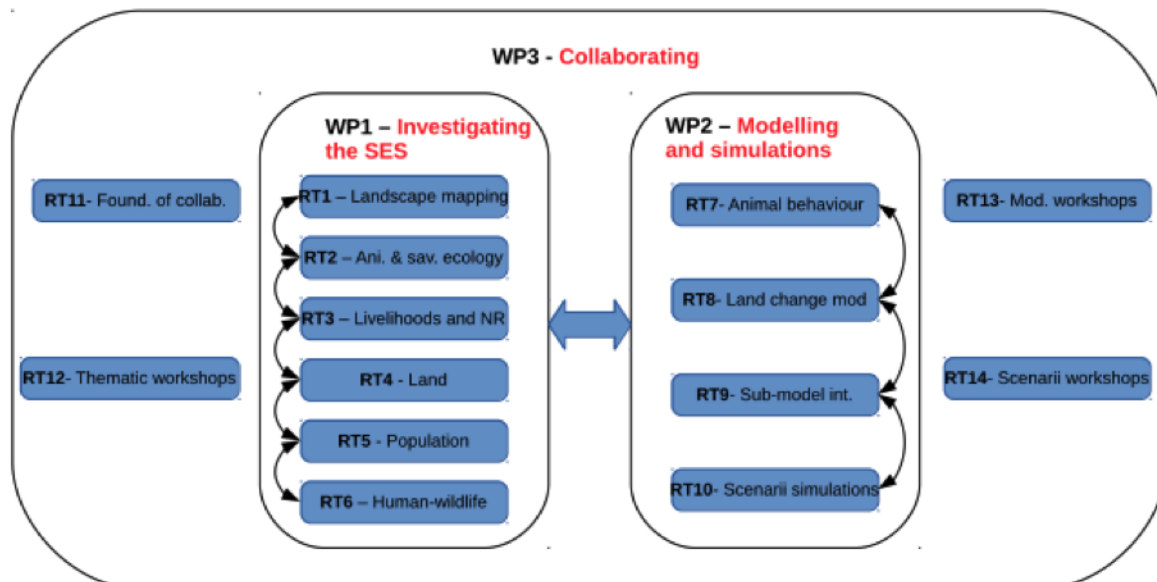 WP3 - Collaborating
WP1 – Investigating
the SES
RT1 – Landscape mapping
RT2 – Ani. & sav. ecology
RT3 – Livelihoods and NR
RT4 - Land
RT5 - Population
RT6 – Human-wildlife
WP2 – Modelling
and simulations
RT7- Animal behaviour
RT8- Land change mod
RT9- Sub-model int.
RT10- Scenarii simulations
RT11- Found. of collab.
RT12- Thematic workshops
RT13- Mod. workshops
RT14- Scenarii workshops